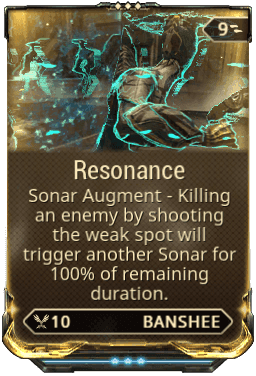 9
Resonance
Sonar Augment - Killing
an enemy by shooting
the weak spot will
trigger another Sonar for
100% of remaining
duration.
10 BANSHEE